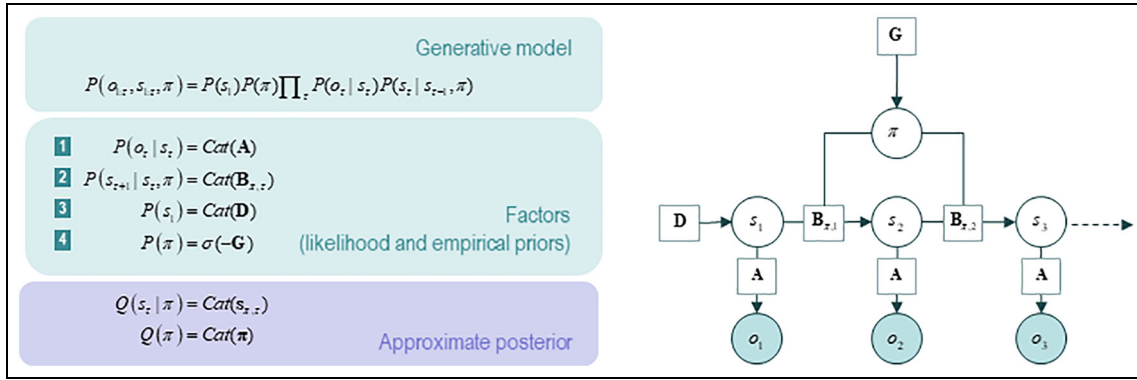 Generative model
P(o₁:τ, s₁:τ, π) = P(s₁)P(π)∏τ P(oτ | sτ)P(sτ | sτ₋₁, π)
1 P(oτ | sτ) = Cat(A)
2 P(sτ₊₁ | sτ, π) = Cat(Bπ,τ)
3 P(s₁) = Cat(D)
4 P(π) = σ(−G)
Factors
(likelihood and empirical priors)
Q(sτ | π) = Cat(sπ,τ)
Q(π) = Cat(π)
Approximate posterior
G
π
D s₁ Bπ,1 s₂ Bπ,2 s₃
A A A
o₁ o₂ o₃